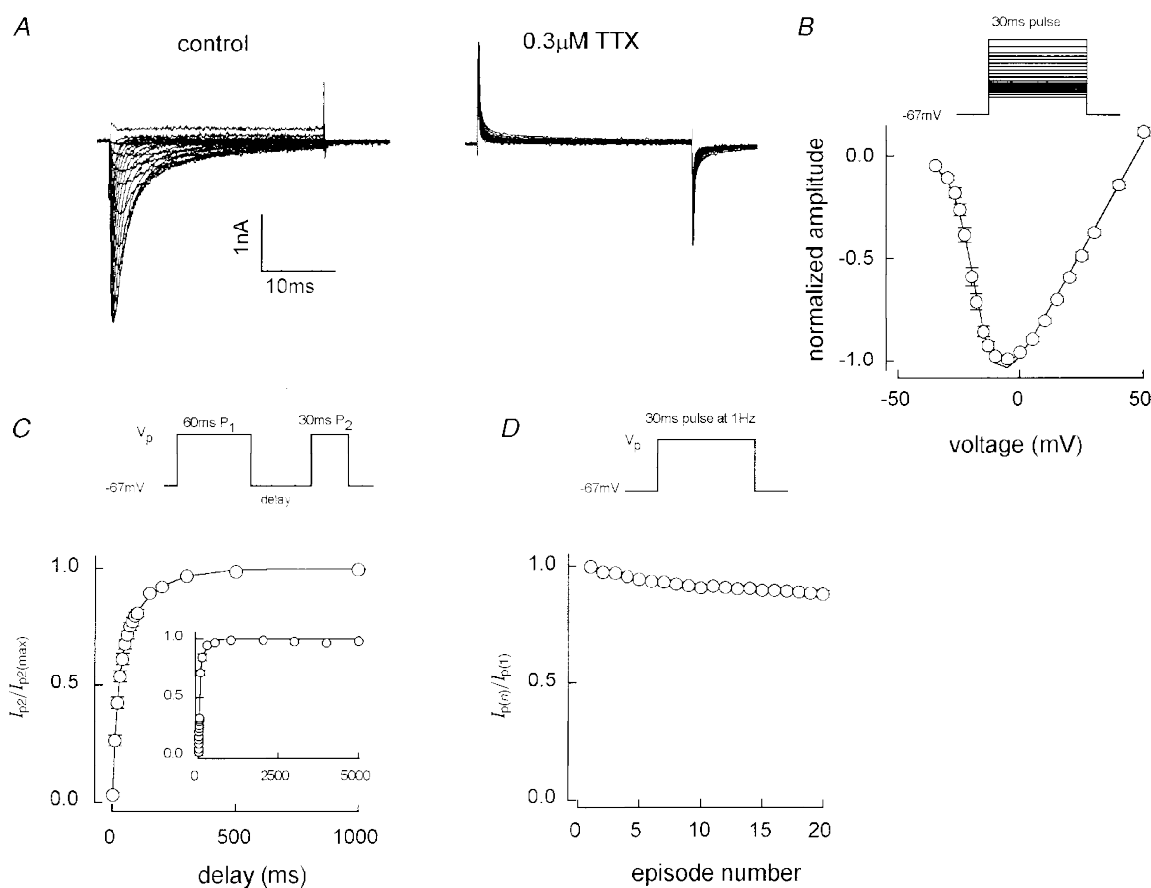 A
control
0.3μM TTX
1nA
10ms
B
30ms pulse
-67mV
0.0
-0.5
-1.0
normalized amplitude
-50
0
50
voltage (mV)
C
60ms P1
30ms P2
Vp
-67mV
delay
1.0
0.5
0.0
Ip2/Ip2(max)
1.0
0.5
0.0
0
2500
5000
0
500
1000
delay (ms)
D
30ms pulse at 1Hz
Vp
-67mV
1.0
0.5
0.0
Ip(n)/Ip(1)
0
5
10
15
20
episode number